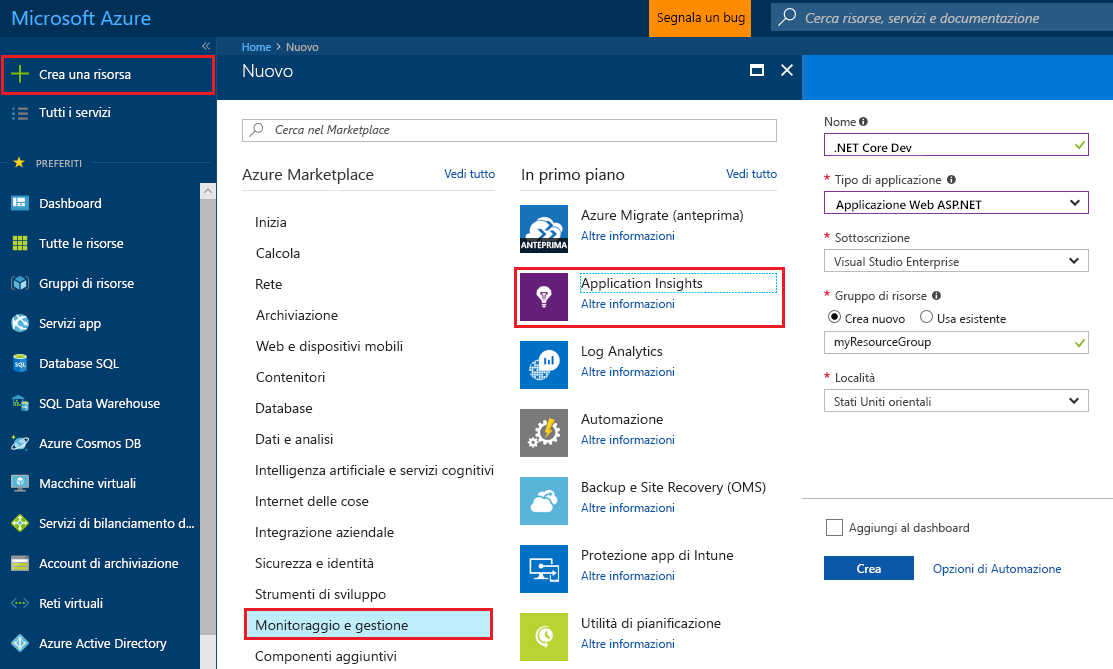 Microsoft Azure
Segnala un bug
Cerca risorse, servizi e documentazione
Crea una risorsa
Tutti i servizi
PREFERITI
Dashboard
Tutte le risorse
Gruppi di risorse
Servizi app
Database SQL
SQL Data Warehouse
Azure Cosmos DB
Macchine virtuali
Servizi di bilanciamento d...
Account di archiviazione
Reti virtuali
Azure Active Directory
Home > Nuovo
Nuovo
Cerca nel Marketplace
Azure Marketplace
Vedi tutto
Inizia
Calcola
Rete
Archiviazione
Web e dispositivi mobili
Contenitori
Database
Dati e analisi
Intelligenza artificiale e servizi cognitivi
Internet delle cose
Integrazione aziendale
Sicurezza e identità
Strumenti di sviluppo
Monitoraggio e gestione
Componenti aggiuntivi
In primo piano
Vedi tutto
ANTEPRIMA
Azure Migrate (anteprima)
Altre informazioni
Application Insights
Altre informazioni
Log Analytics
Altre informazioni
Automazione
Altre informazioni
Backup e Site Recovery (OMS)
Altre informazioni
Protezione app di Intune
Altre informazioni
Utilità di pianificazione
Altre informazioni
Nome
.NET Core Dev
* Tipo di applicazione
Applicazione Web ASP.NET
* Sottoscrizione
Visual Studio Enterprise
* Gruppo di risorse
Crea nuovo Usa esistente
myResourceGroup
* Località
Stati Uniti orientali
Aggiungi al dashboard
Crea
Opzioni di Automazione